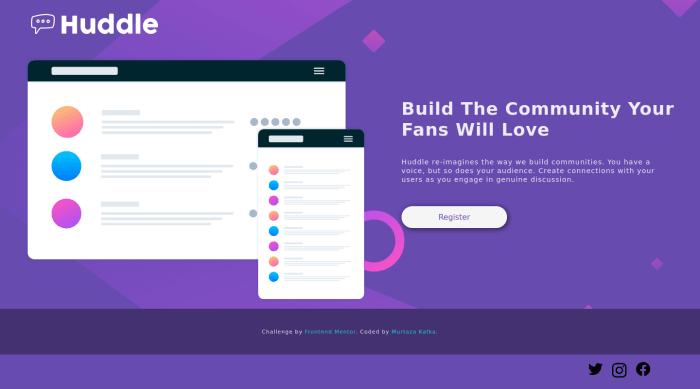 Huddle
Build The Community Your
Fans Will Love
Huddle re-imagines the way we build communities. You have a
voice, but so does your audience. Create connections with your
users as you engage in genuine discussion.
Register
Challenge by Frontend Mentor. Coded by Murtaza Kafka.